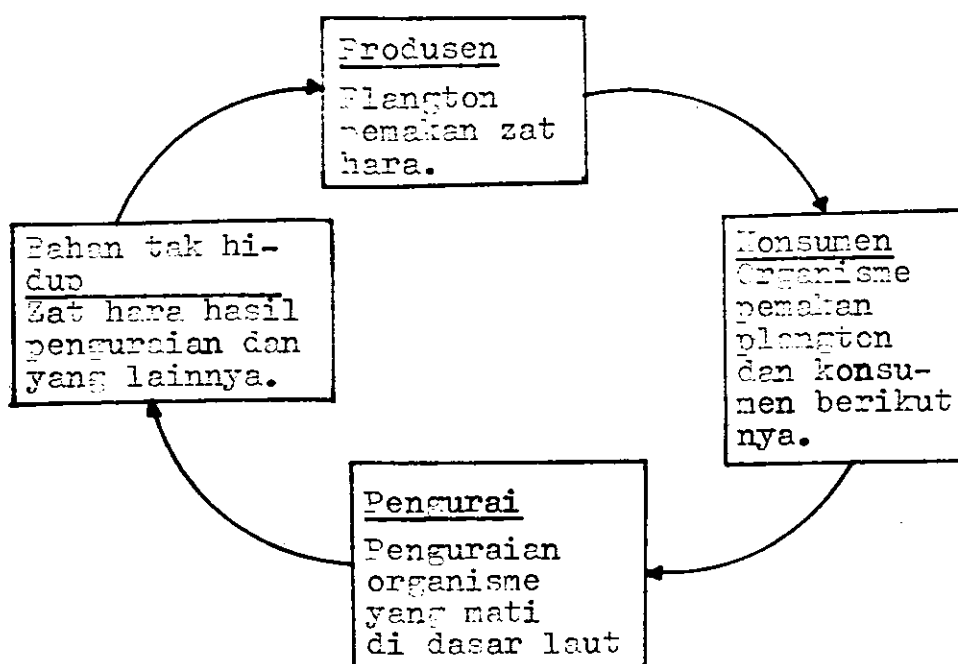 Produsen
Plangton
pemakan zat
hara.
Konsumen
Organisme
pemakan
plangton
dan konsu-
men berikut
nya.
Pengurai
Penguraian
organisme
yang mati
di dasar laut
Bahan tak hi-
dup
Zat hara hasil
penguraian dan
yang lainnya.